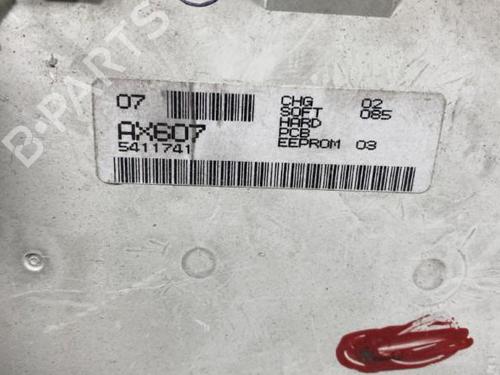 B-PARTS
07
AX607
5411741
CHG 02
SOFT 085
HARD
PCB
EEPROM 03